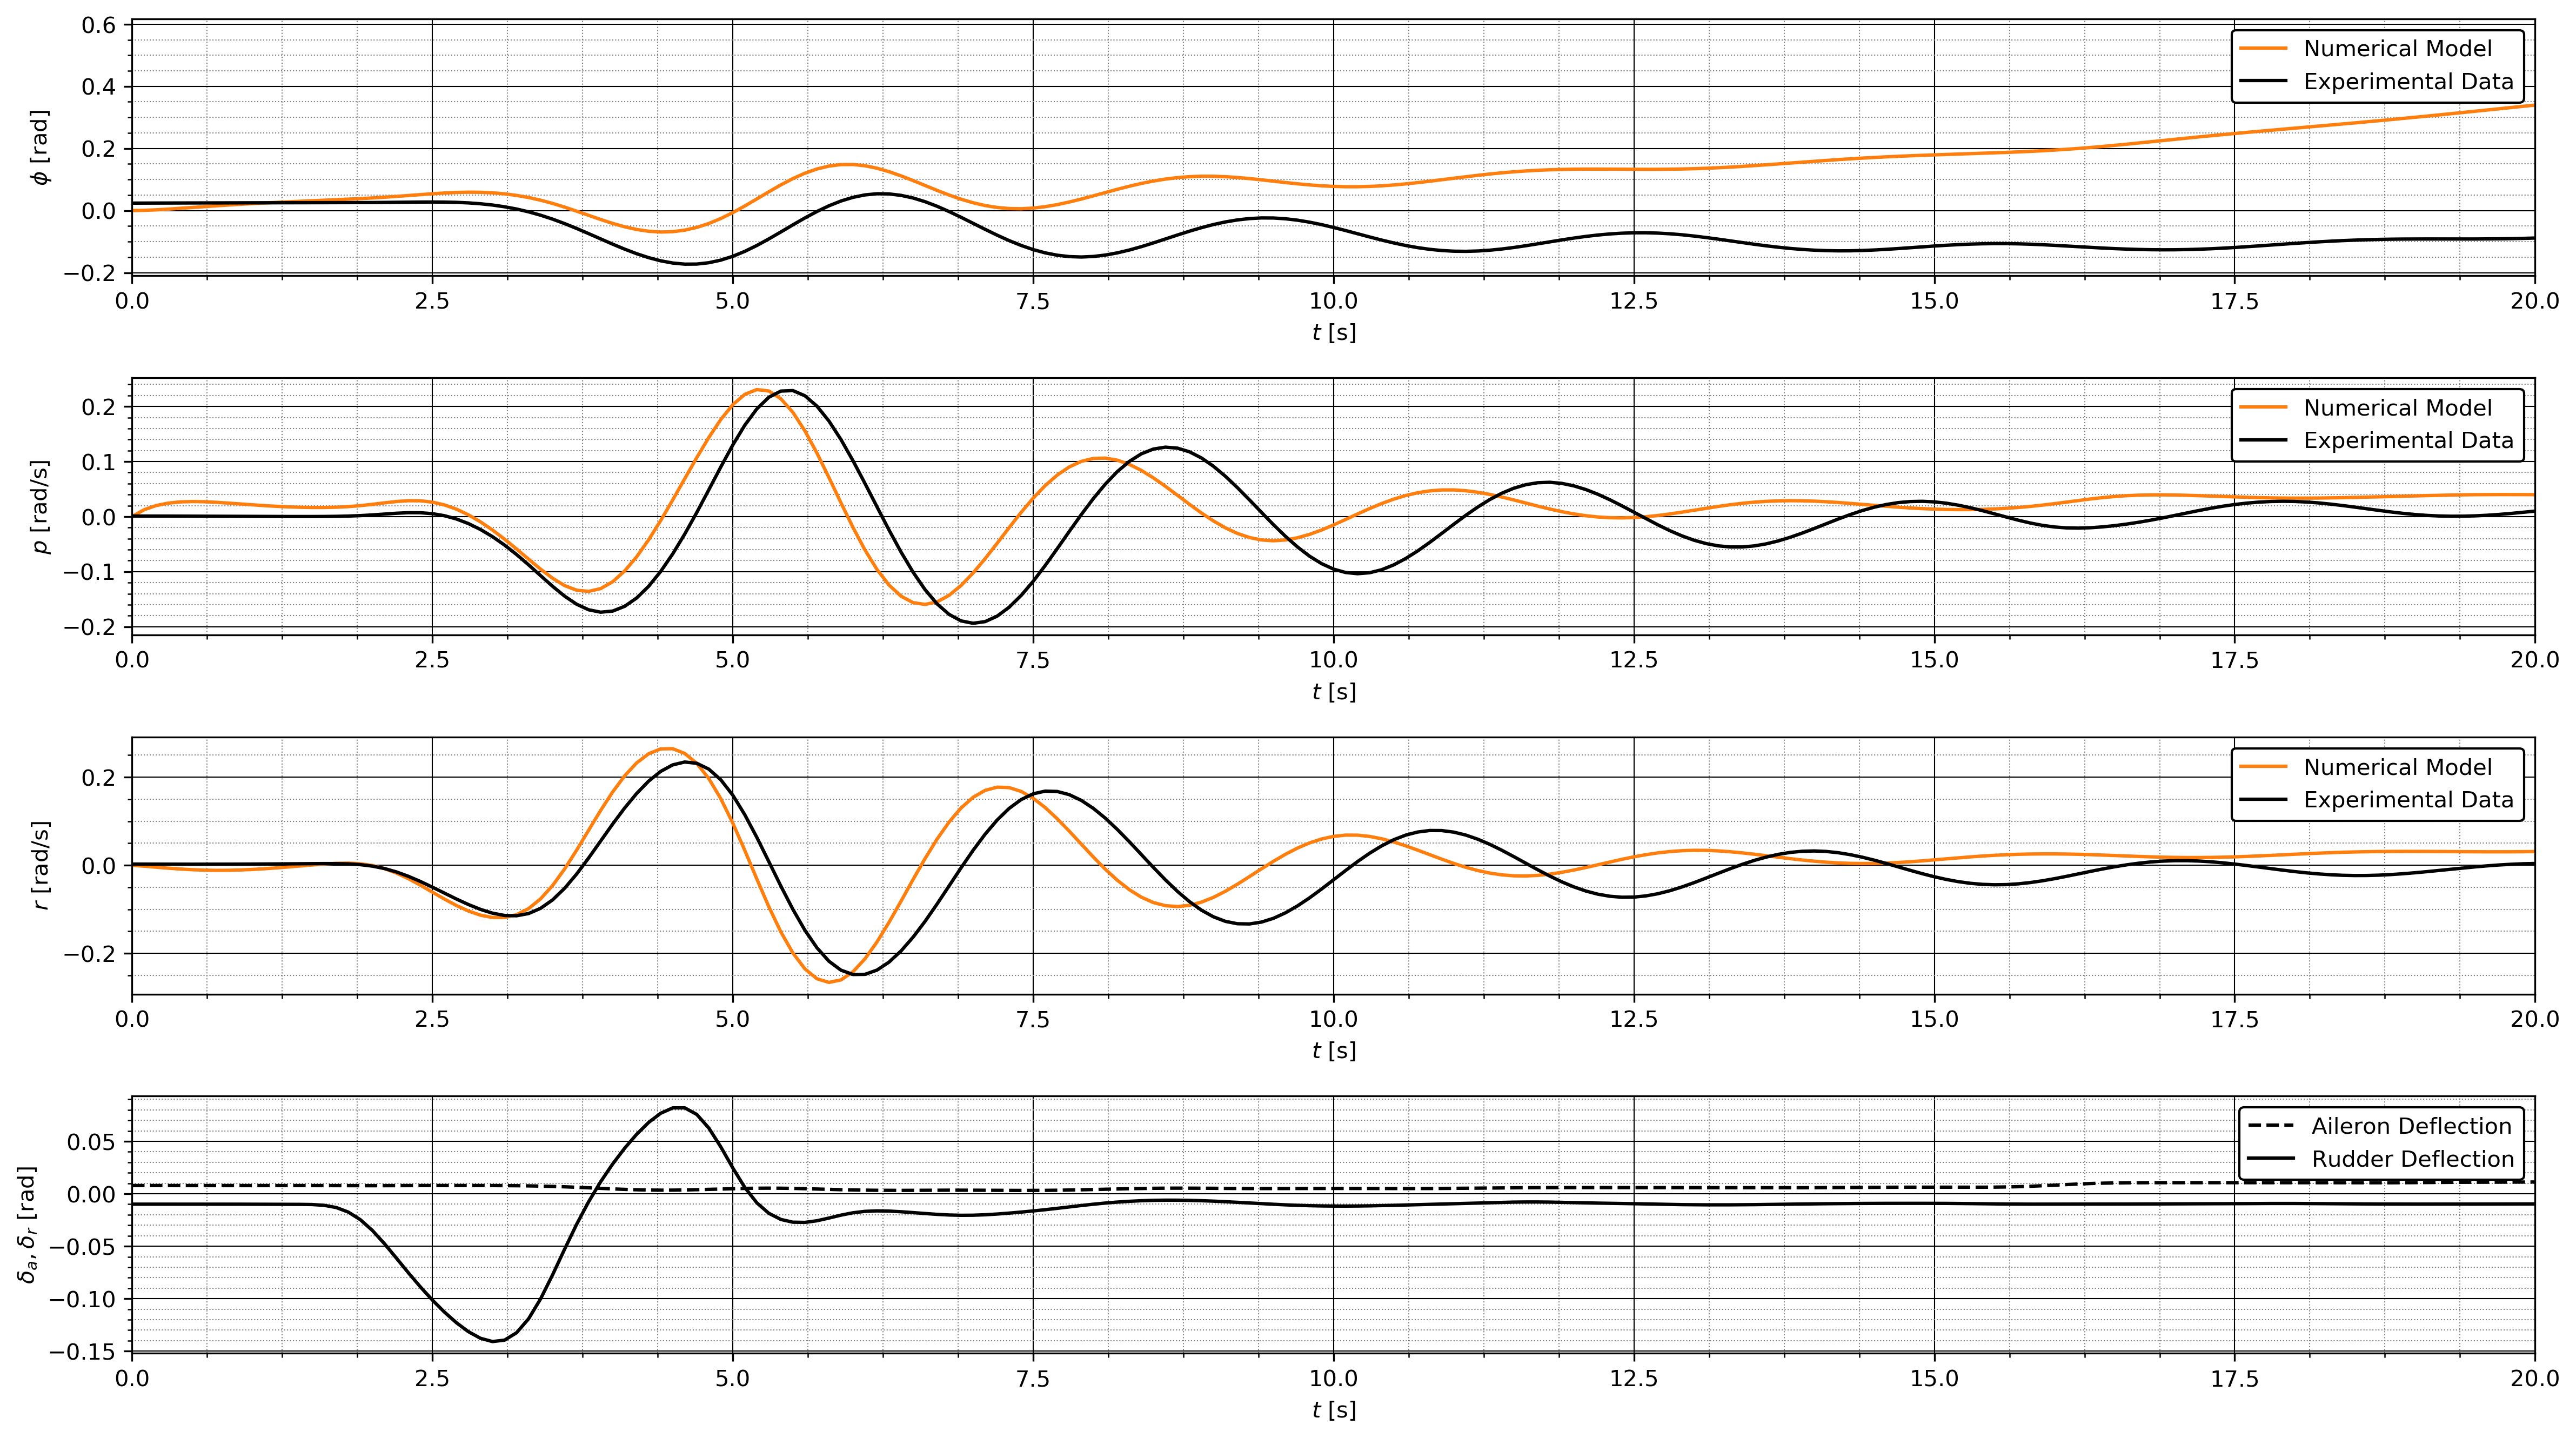 0.6
0.4
0.2
0.0
−0.2
ϕ [rad]
Numerical Model
Experimental Data
0.0 2.5 5.0 7.5 10.0 12.5 15.0 17.5 20.0
t [s]
0.2
0.1
0.0
−0.1
−0.2
p [rad/s]
Numerical Model
Experimental Data
0.0 2.5 5.0 7.5 10.0 12.5 15.0 17.5 20.0
t [s]
0.2
0.0
−0.2
r [rad/s]
Numerical Model
Experimental Data
0.0 2.5 5.0 7.5 10.0 12.5 15.0 17.5 20.0
t [s]
0.05
0.00
−0.05
−0.10
−0.15
δa, δr [rad]
Aileron Deflection
Rudder Deflection
0.0 2.5 5.0 7.5 10.0 12.5 15.0 17.5 20.0
t [s]